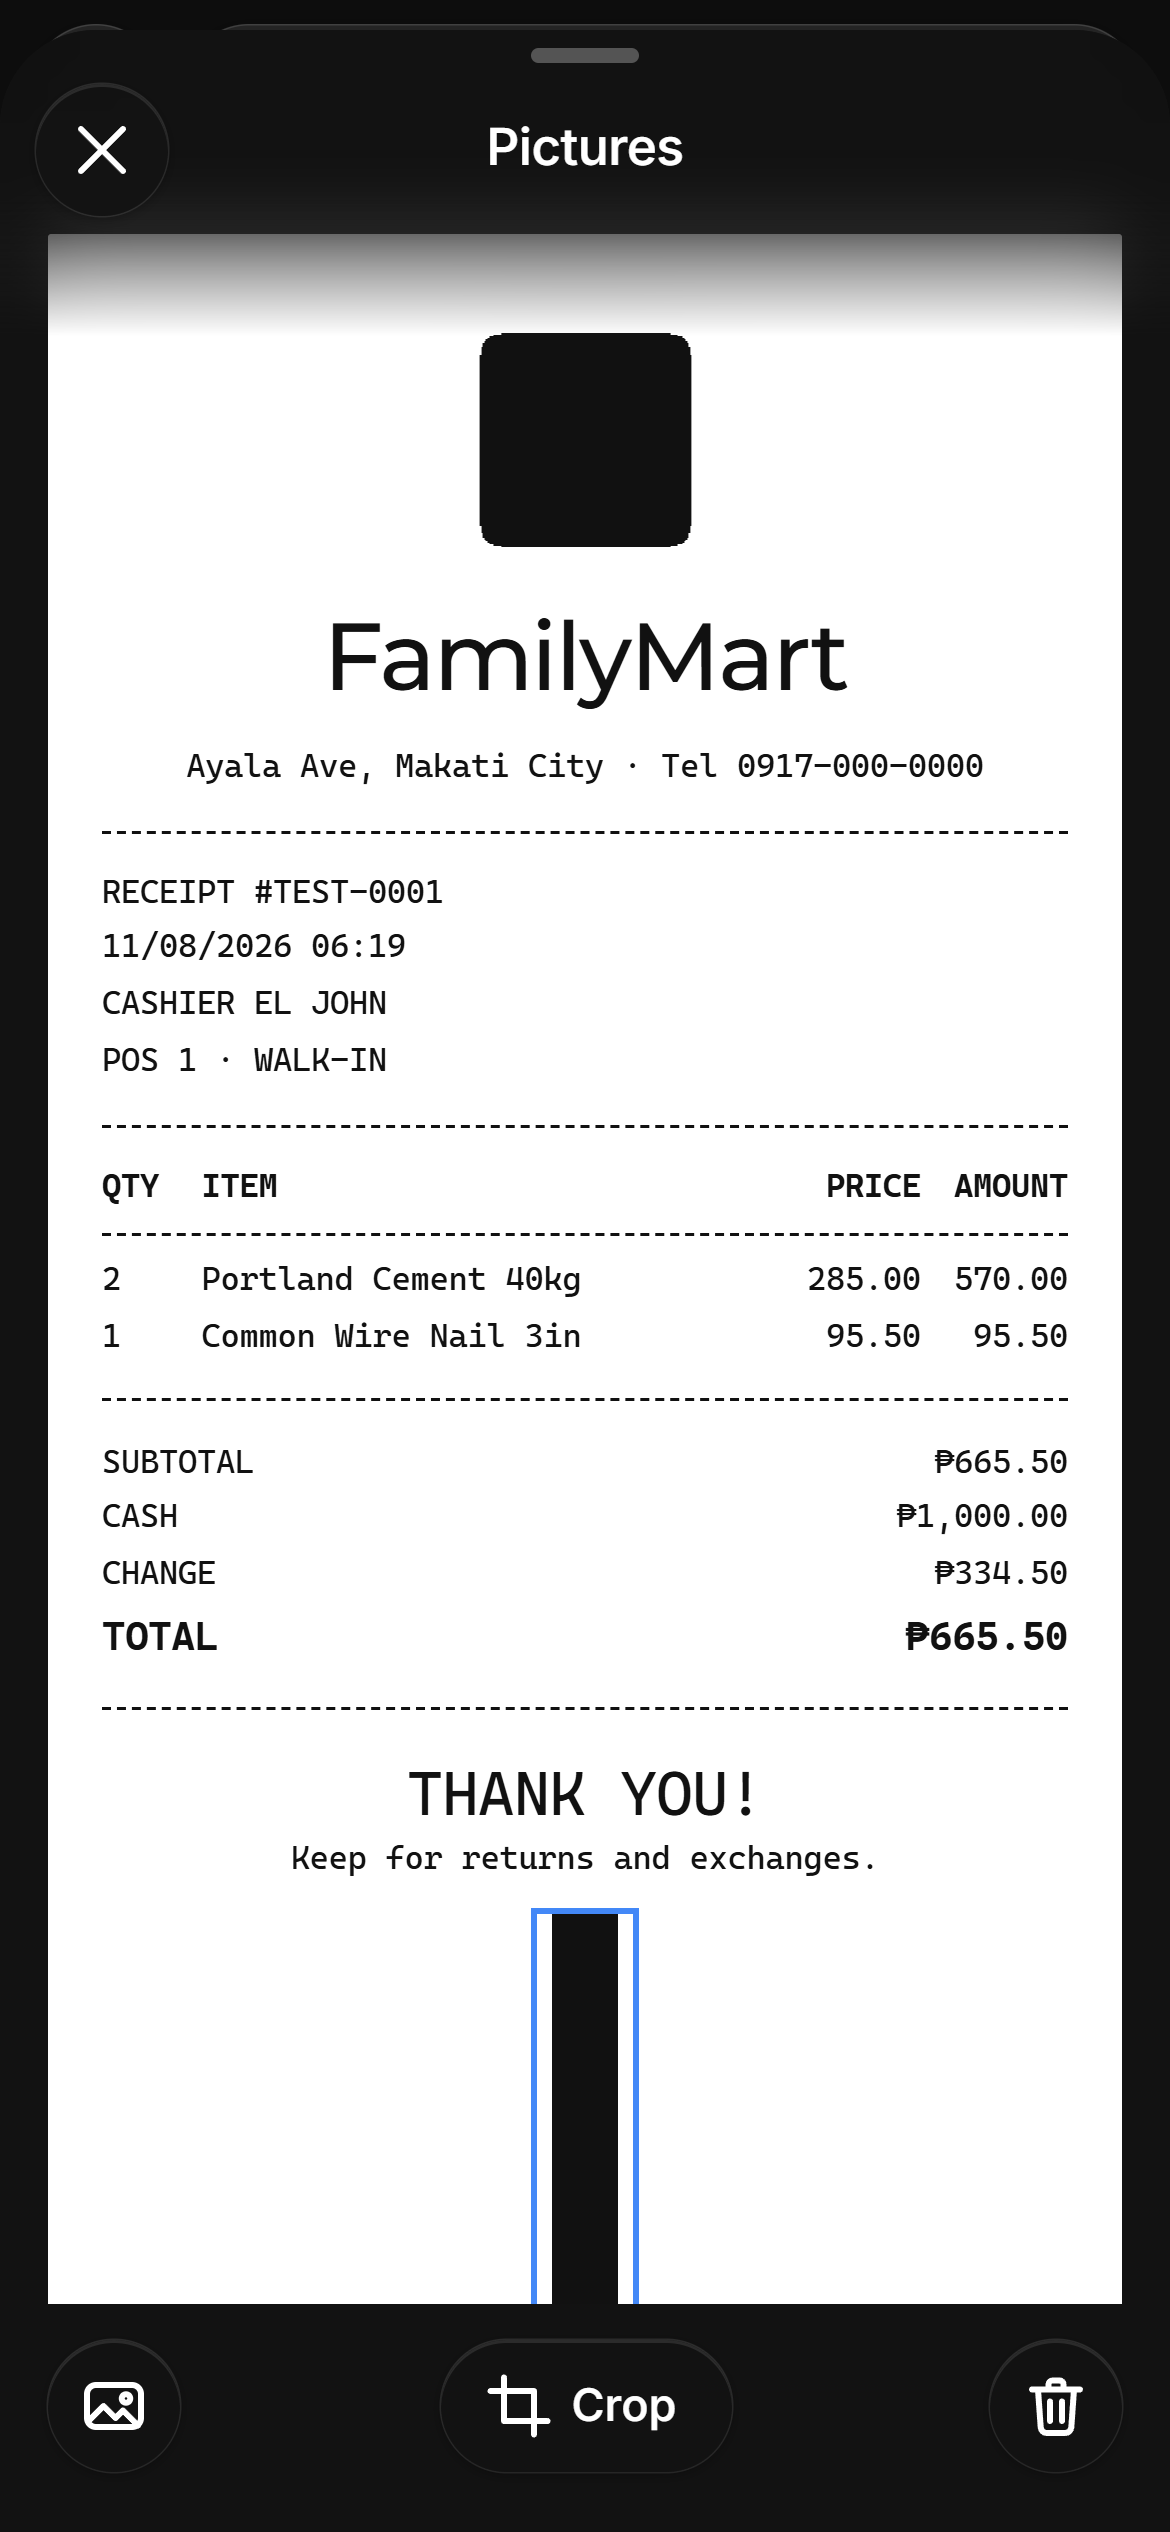 Pictures
FamilyMart
Ayala Ave, Makati City · Tel 0917-000-0000
RECEIPT #TEST-0001
11/08/2026 06:19
CASHIER EL JOHN
POS 1 · WALK-IN
QTY ITEM PRICE AMOUNT
2 Portland Cement 40kg 285.00 570.00
1 Common Wire Nail 3in 95.50 95.50
SUBTOTAL ₱665.50
CASH ₱1,000.00
CHANGE ₱334.50
TOTAL ₱665.50
THANK YOU!
Keep for returns and exchanges.
Crop